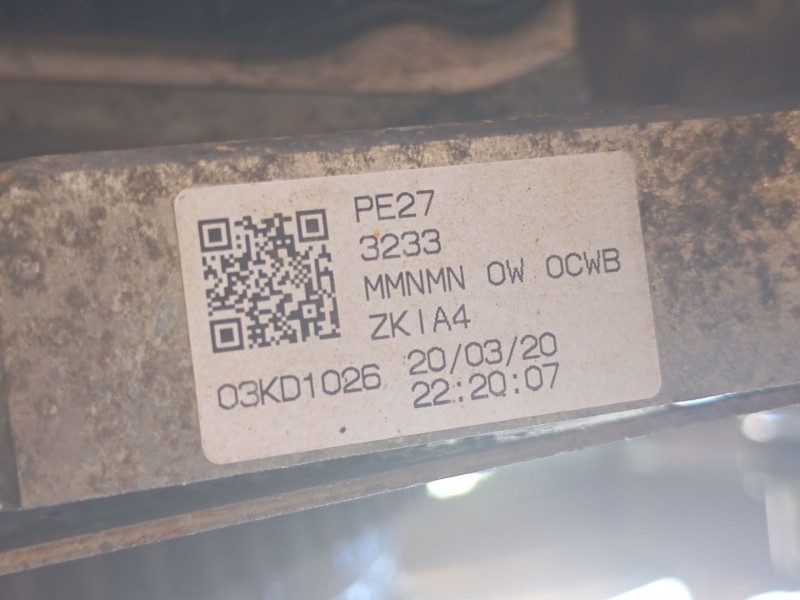 PE27
3233
MMNMN 0W 0CWB
ZKIA4
03KD1026 20/03/20
22:20:07